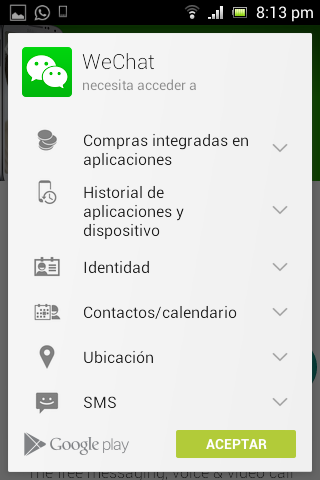 8:13 pm
WeChat
necesita acceder a
Compras integradas en
aplicaciones
Historial de
aplicaciones y
dispositivo
Identidad
Contactos/calendario
Ubicación
SMS
Google play
ACEPTAR
The free messaging, voice & video call